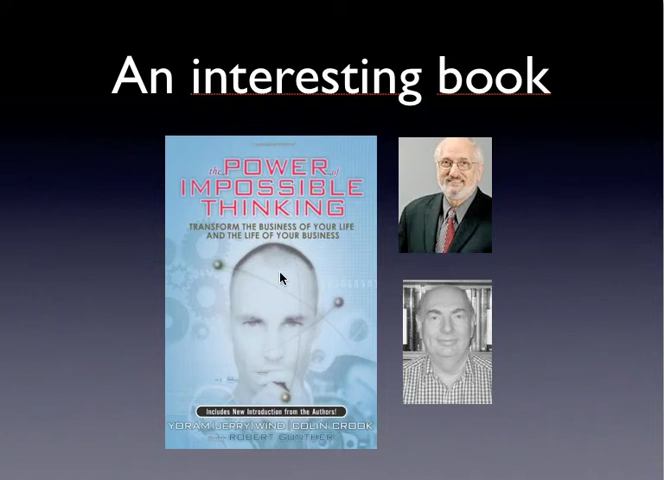 An interesting book
the POWER of
IMPOSSIBLE
THINKING
TRANSFORM THE BUSINESS OF YOUR LIFE
AND THE LIFE OF YOUR BUSINESS
Includes New Introduction from the Authors!
YORAM (JERRY) WIND | COLIN CROOK
ROBERT GUNTHER